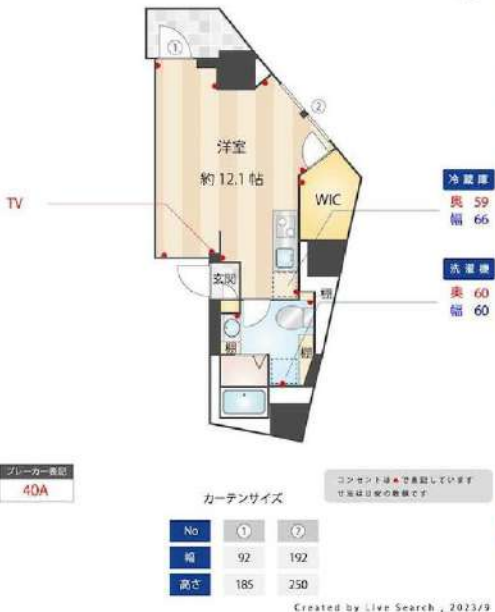 ①
②
洋室
約 12.1 帖
TV
WIC
冷蔵庫
奥 59
幅 66
洗濯機
奥 60
幅 60
玄関
棚
棚
棚
ブレーカー表記
40A
コンセントは●で表記しています
寸法は目安の数値です
カーテンサイズ
No ① ②
幅 92 192
高さ 185 250
Created by Live Search , 2023/9